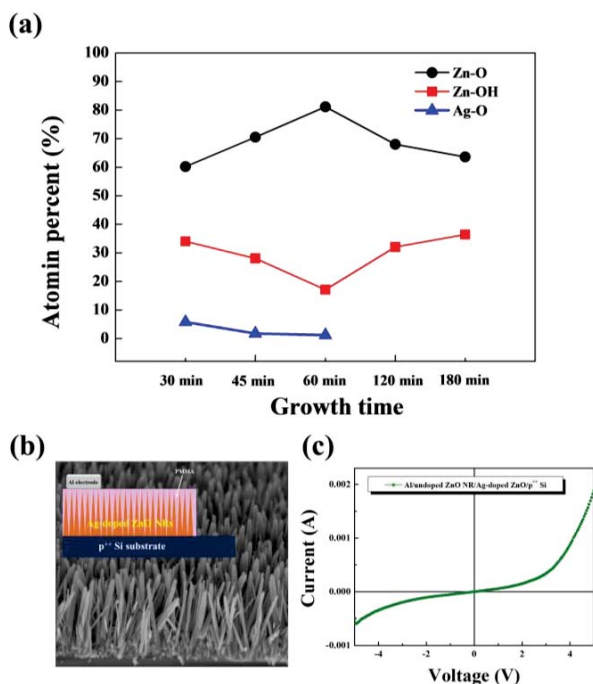 (a)
100
90
80
70
60
50
40
30
20
10
0
Atomin percent (%)
Zn-O
Zn-OH
Ag-O
30 min 45 min 60 min 120 min 180 min
Growth time
(b)
Al electrode
PMMA
Ag-doped ZnO NRs
p⁺⁺ Si substrate
(c)
Al/undoped ZnO NR/Ag-doped ZnO/p⁺⁺ Si
0.002
0.001
0.000
-0.001
Current (A)
-4 -2 0 2 4
Voltage (V)